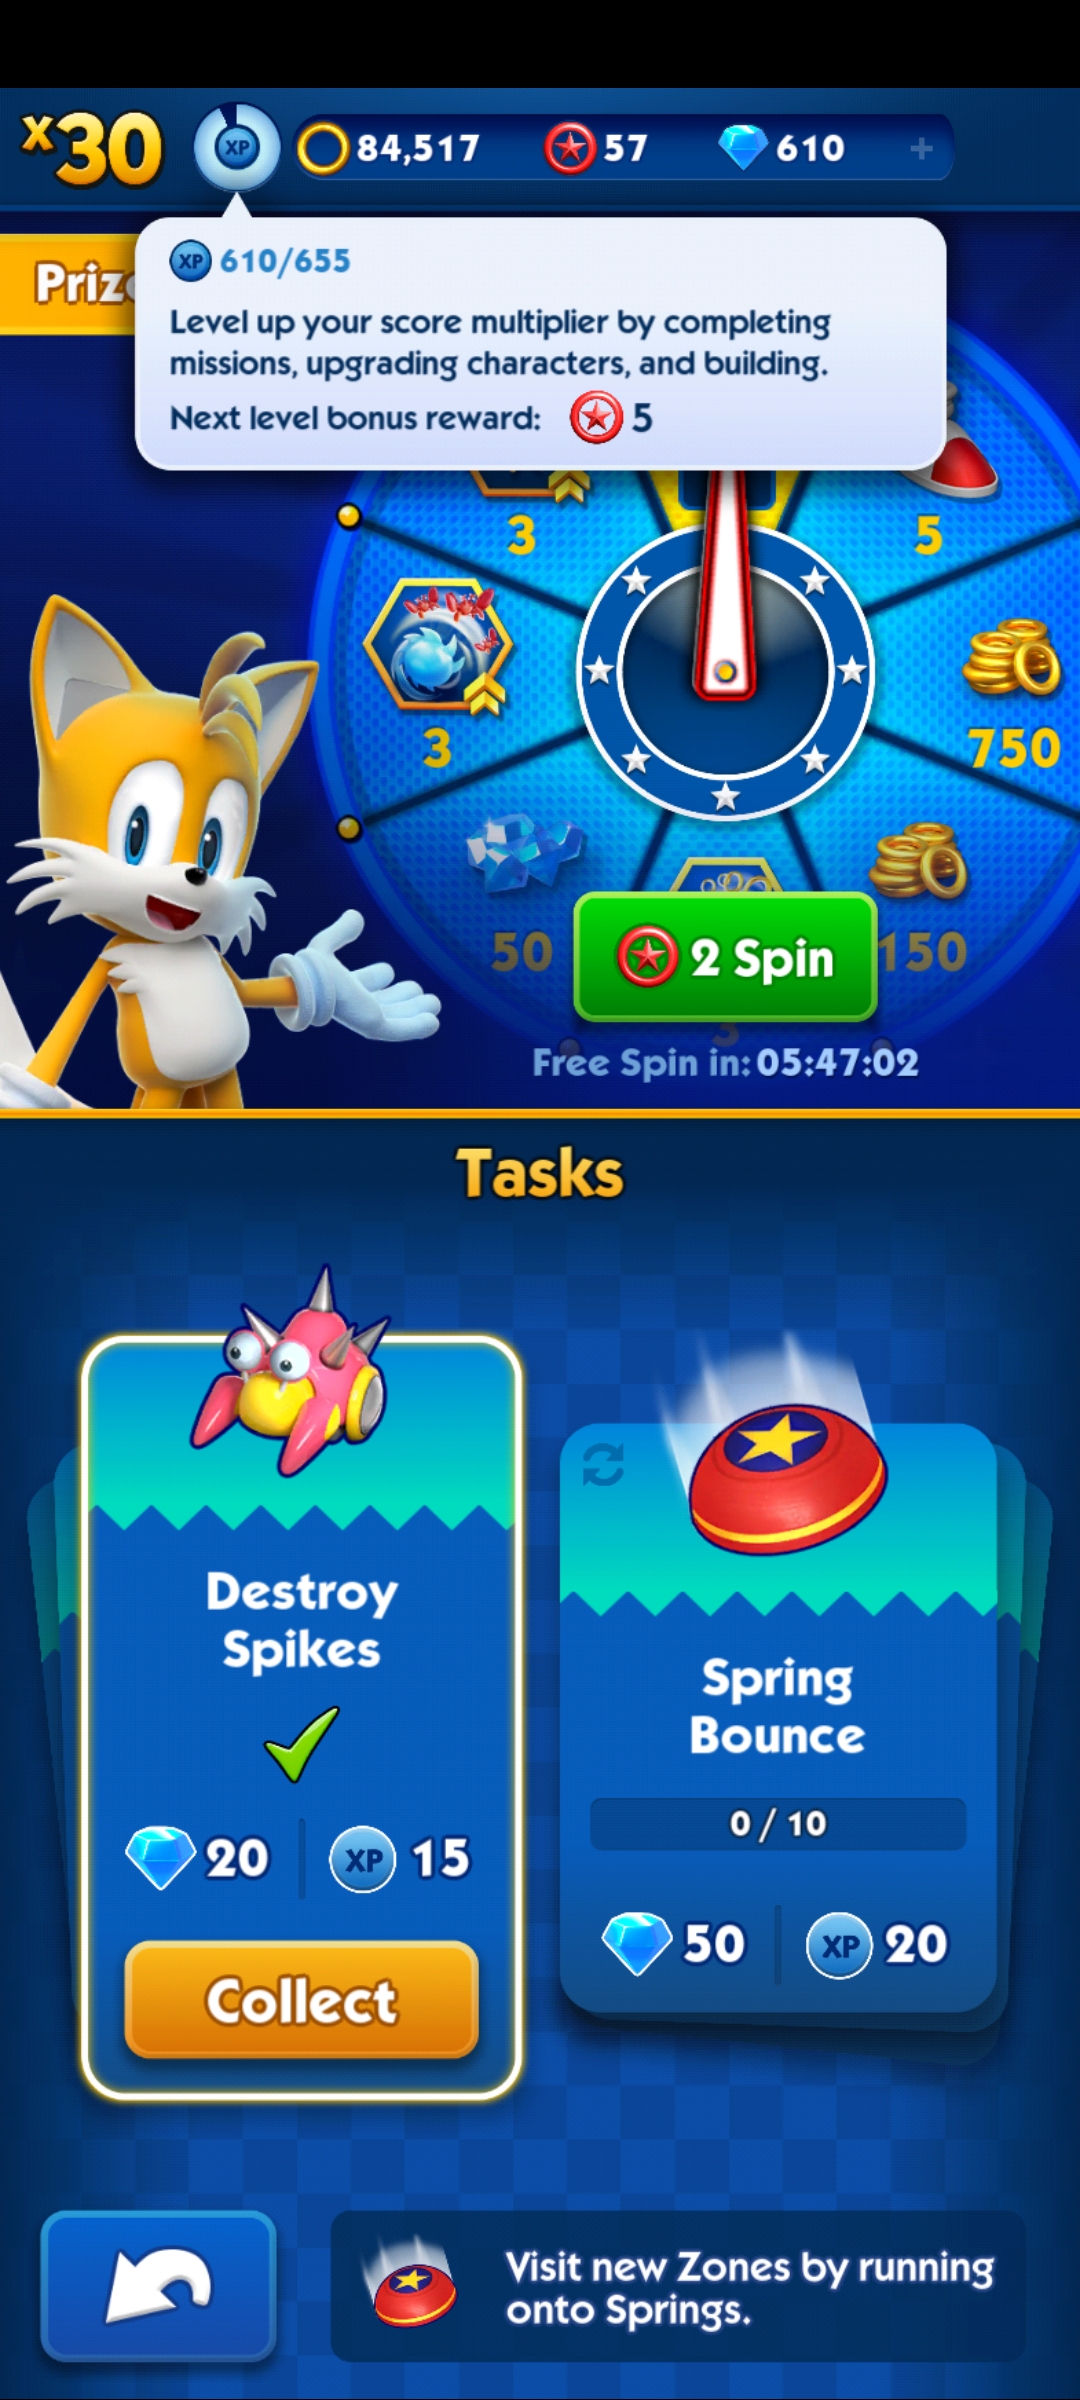 x30
XP
84,517
57
610
+
XP 610/655
Level up your score multiplier by completing
missions, upgrading characters, and building.
Next level bonus reward: 5
3
5
3
750
50
2 Spin
150
3
Free Spin in: 05:47:02
Tasks
Destroy
Spikes
20
XP 15
Collect
Spring
Bounce
0 / 10
50
XP 20
Visit new Zones by running
onto Springs.